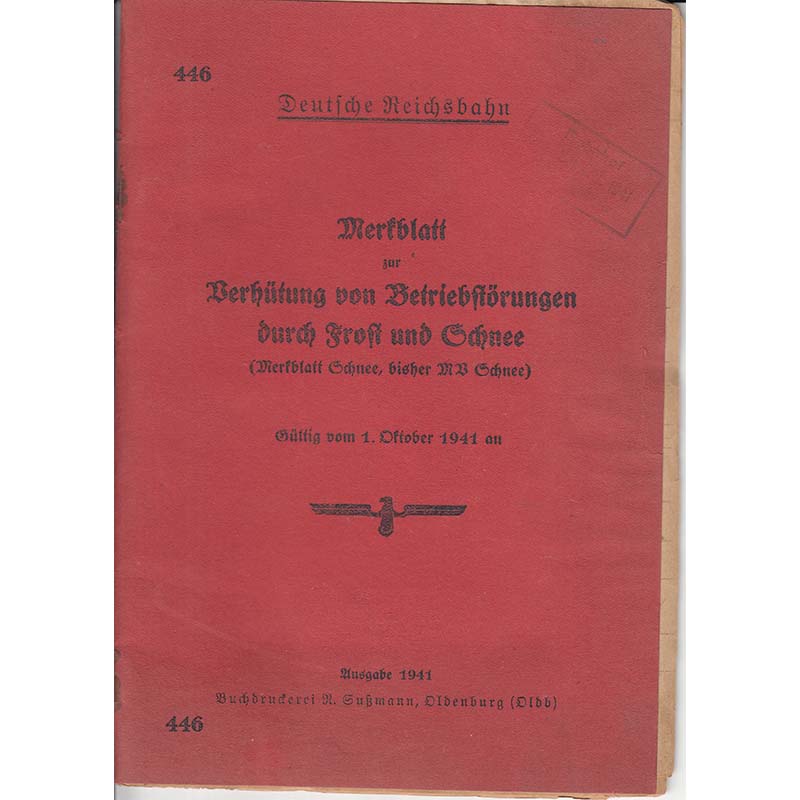 446
Deutsche Reichsbahn
Merkblatt
zur
Verhütung von Betriebstörungen
durch Frost und Schnee
(Merkblatt Schnee, bisher MV Schnee)
Gültig vom 1. Oktober 1941 an
Ausgabe 1941
Buchdruckerei R. Sußmann, Oldenburg (Oldb)
446